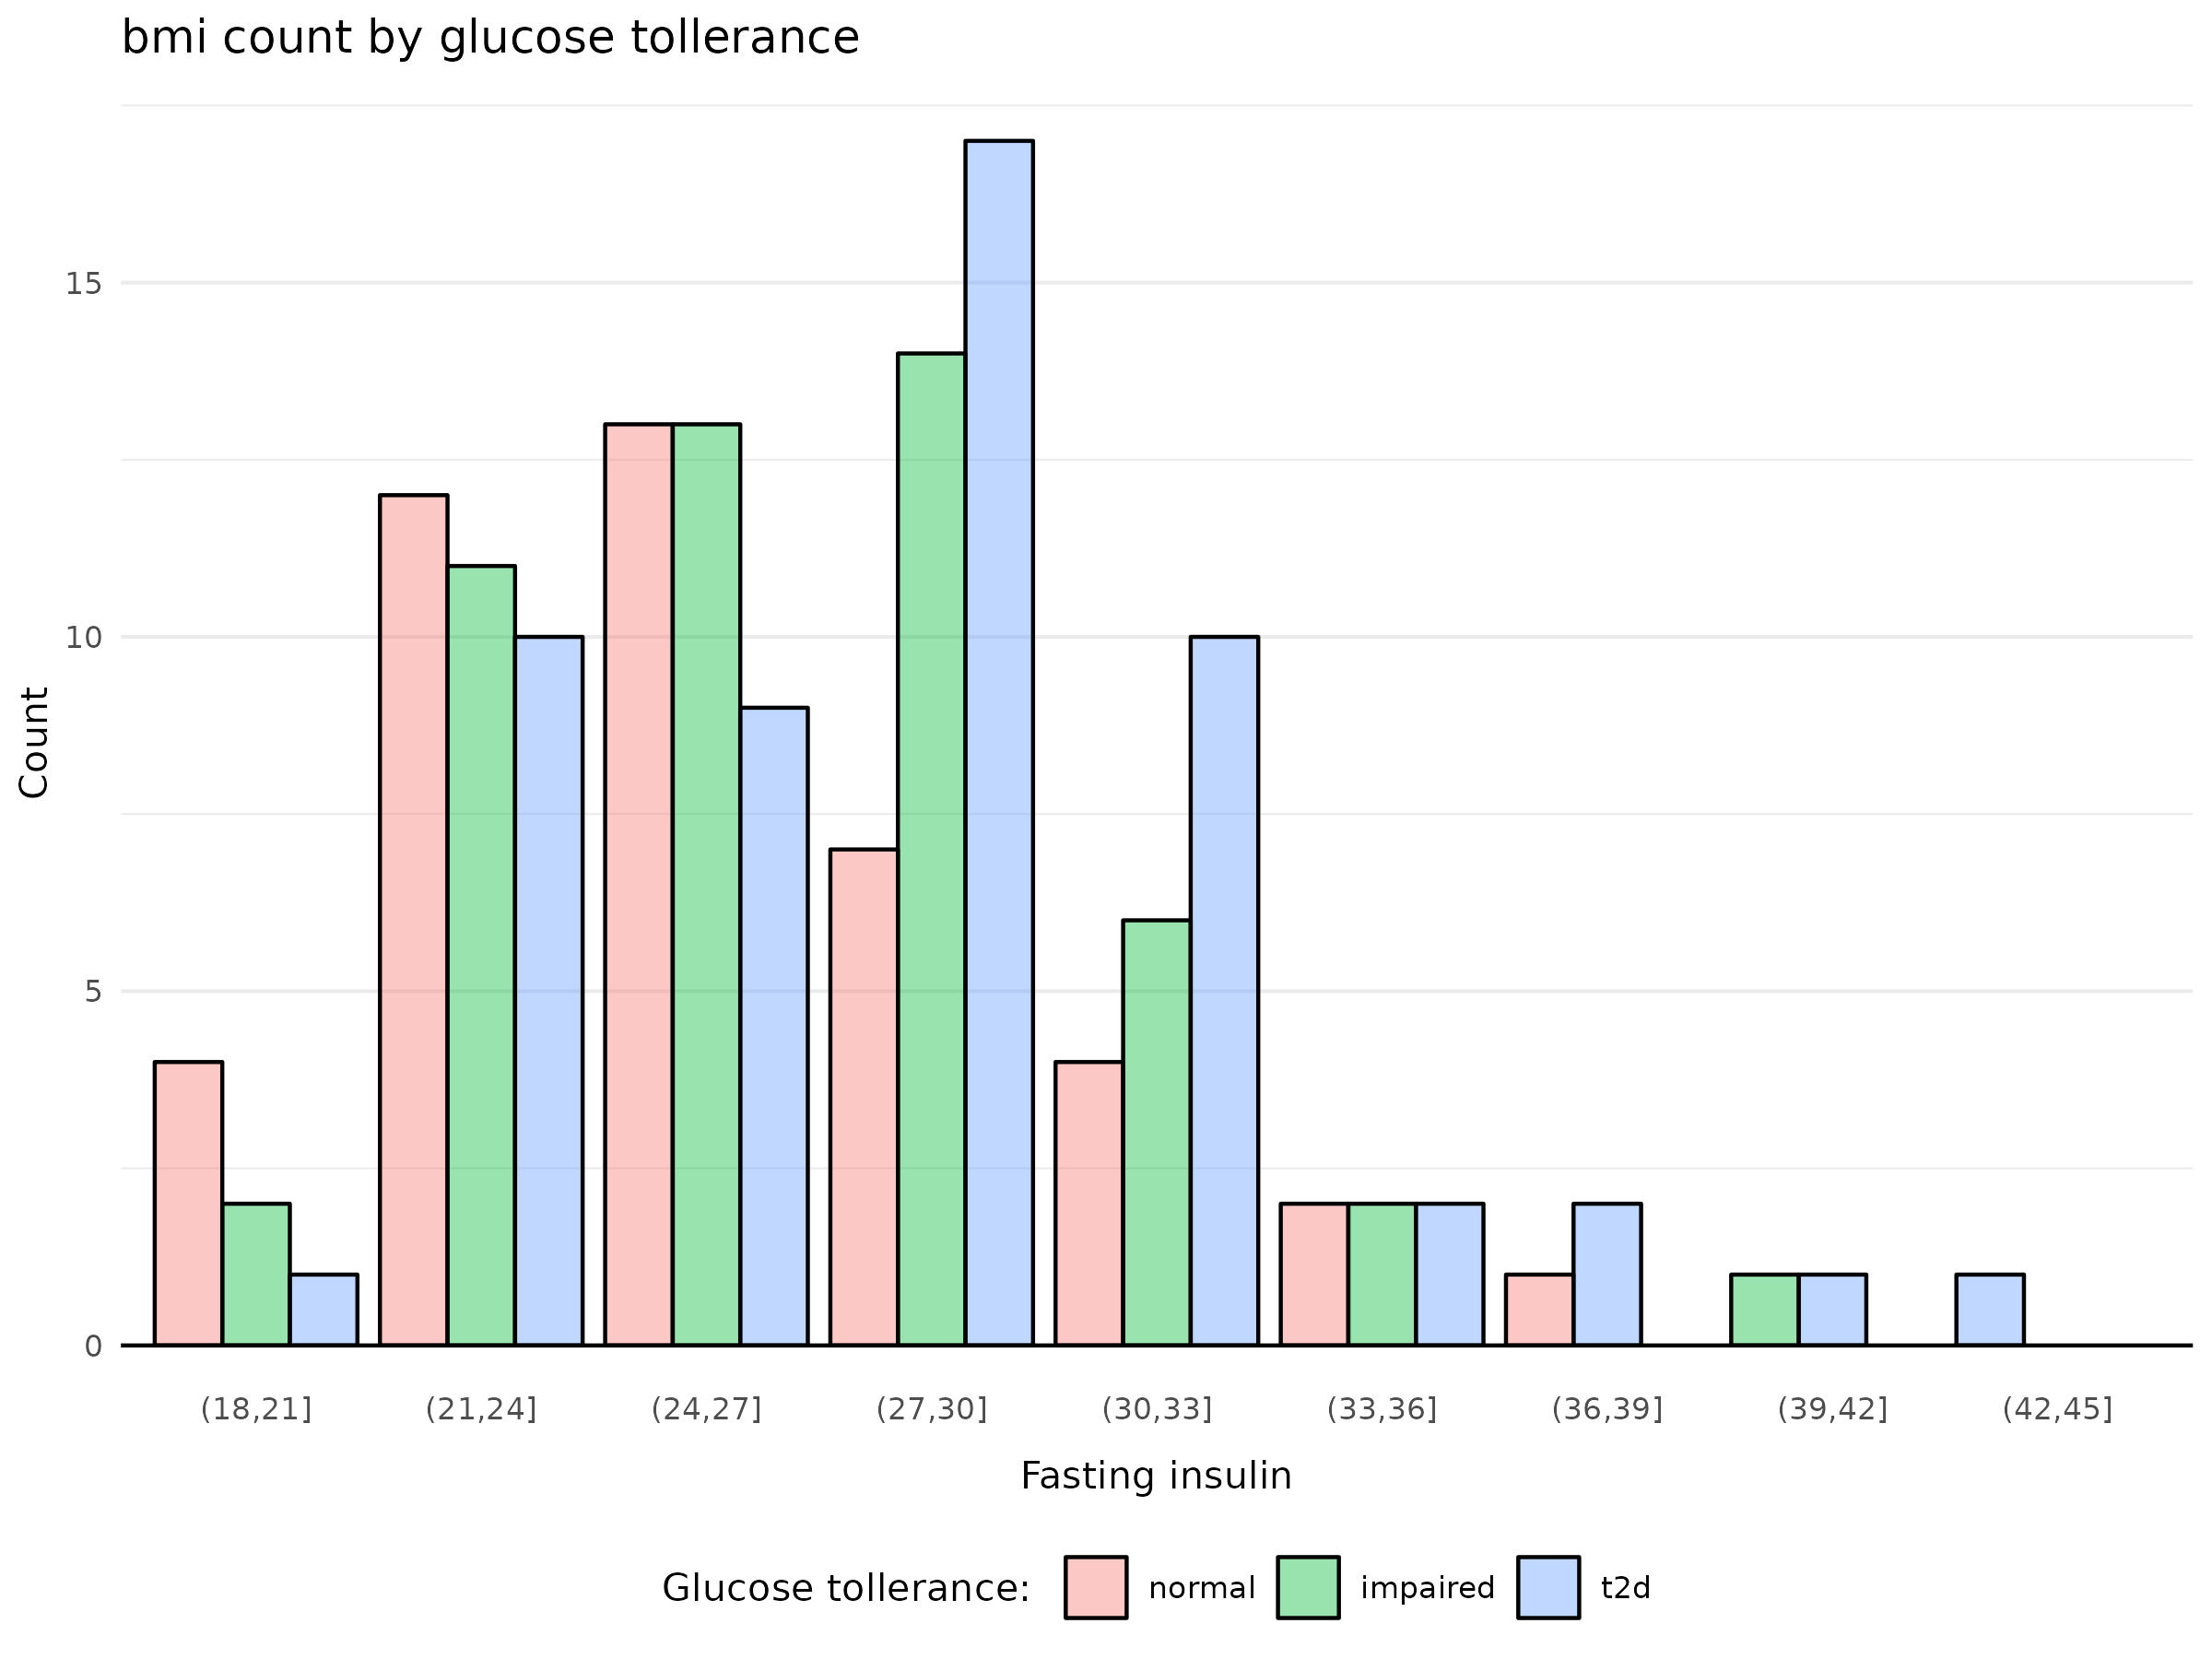 bmi count by glucose tollerance
15
10
5
0
Count
(18,21] (21,24] (24,27] (27,30] (30,33] (33,36] (36,39] (39,42] (42,45]
Fasting insulin
Glucose tollerance: normal impaired t2d